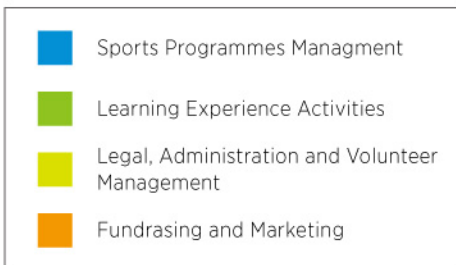 Sports Programmes Managment
Learning Experience Activities
Legal, Administration and Volunteer
Management
Fundrasing and Marketing